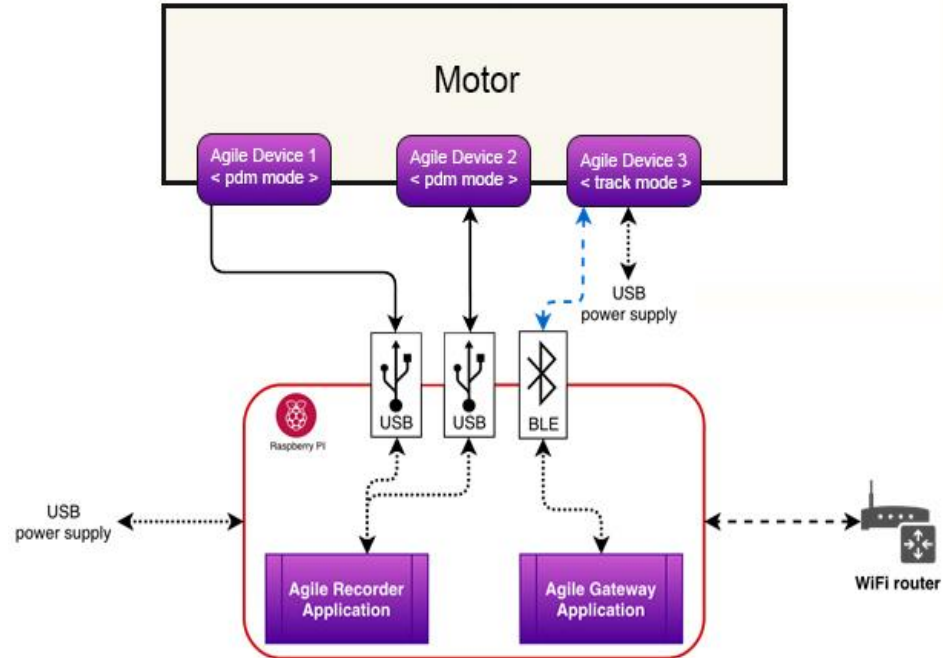 Motor
Agile Device 1
< pdm mode >
Agile Device 2
< pdm mode >
Agile Device 3
< track mode >
USB
power supply
USB
USB
BLE
Raspberry PI
USB
power supply
WiFi router
Agile Recorder
Application
Agile Gateway
Application